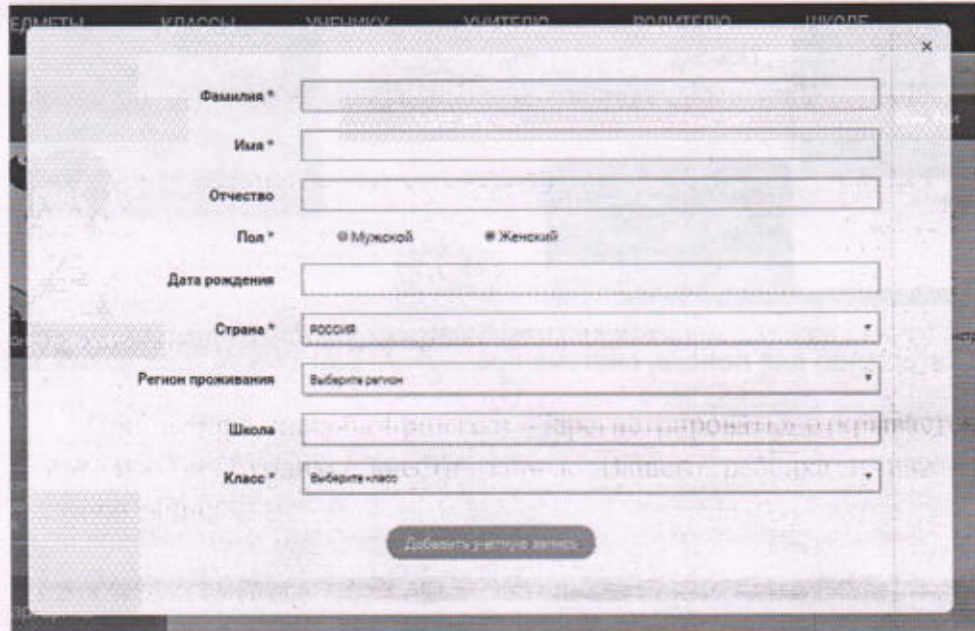 ЕДМЕТЫ КЛАССЫ УЧЕНИКУ УЧИТЕЛЮ РОДИТЕЛЮ ШКОЛЕ
×
Фамилия *
Имя *
Отчество
Пол * Мужской Женский
Дата рождения
Страна * РОССИЯ
Регион проживания Выберите регион
Школа
Класс * Выберите класс
Добавить учетную запись